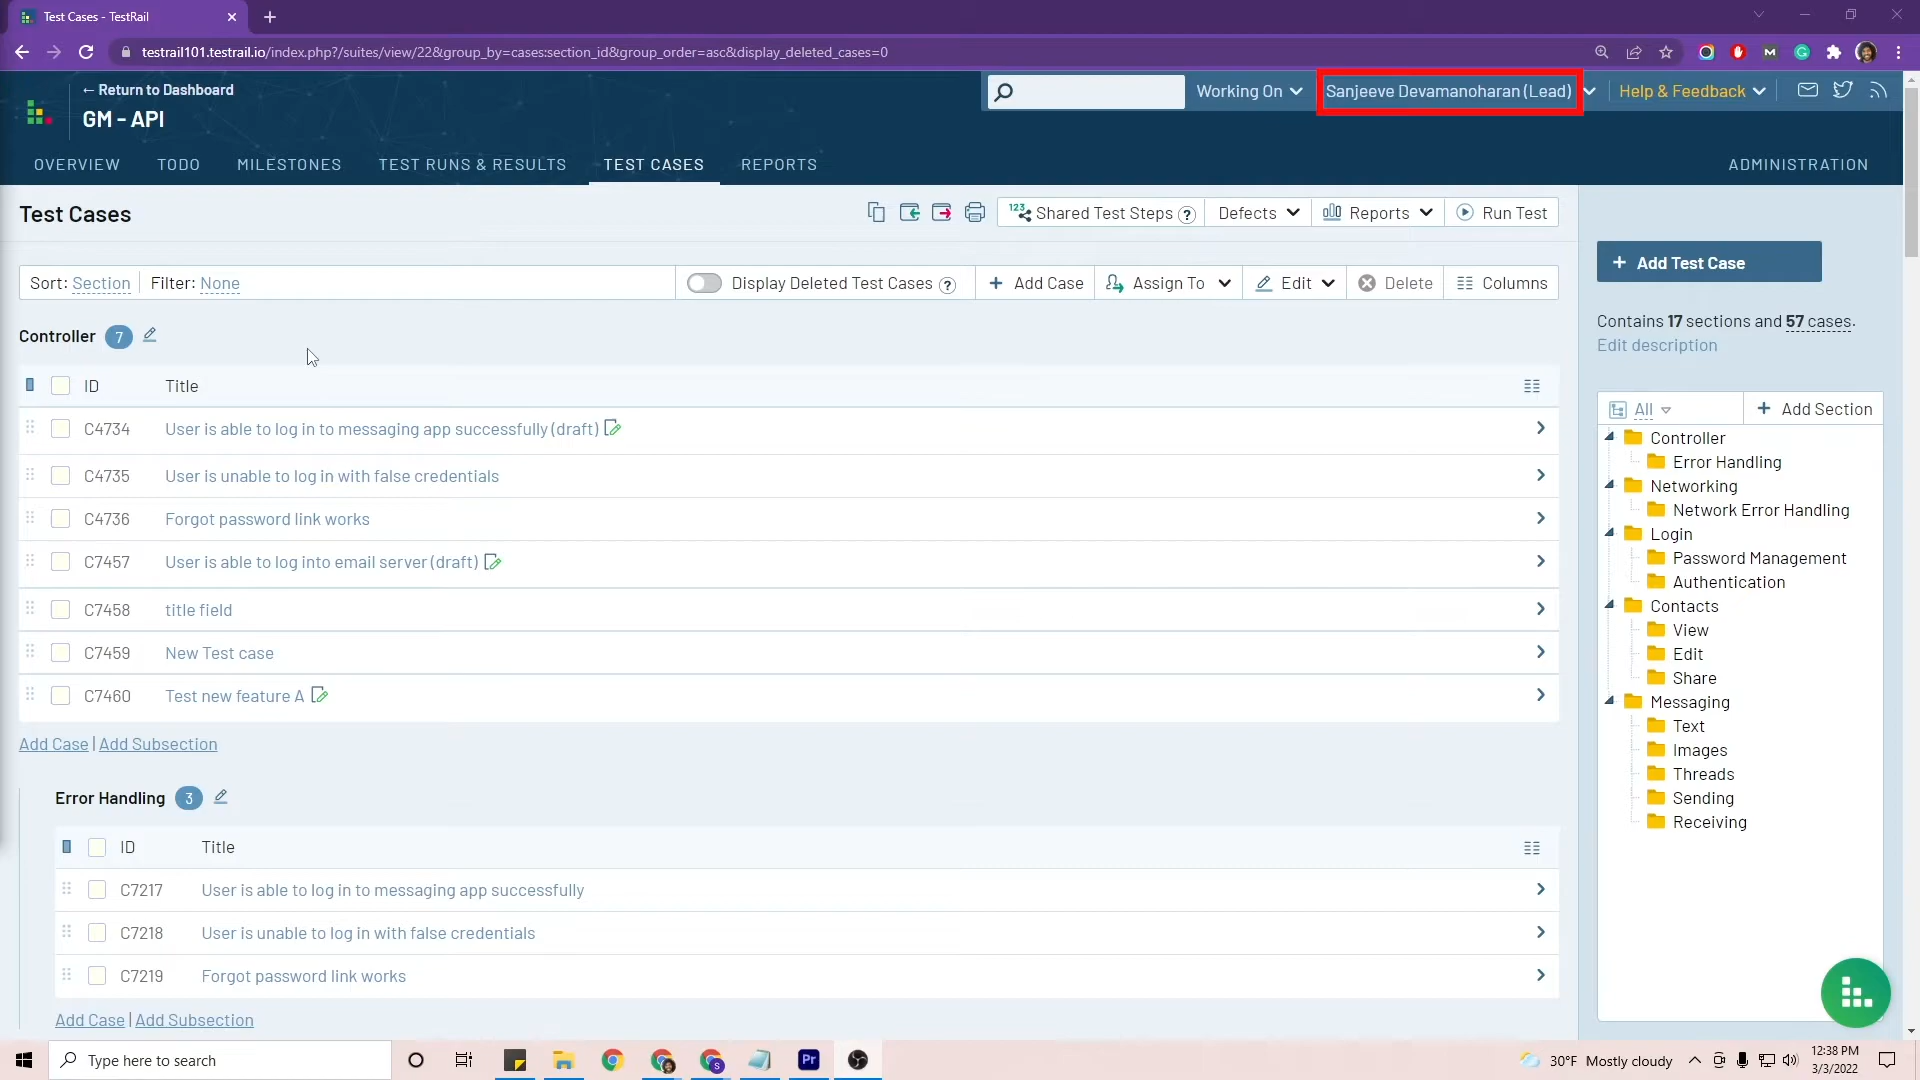 Test Cases - TestRail
testrail101.testrail.io/index.php?/suites/view/22&group_by=cases:section_id&group_order=asc&display_deleted_cases=0
← Return to Dashboard
GM - API
Working On
Sanjeeve Devamanoharan (Lead)
Help & Feedback
OVERVIEW TODO MILESTONES TEST RUNS & RESULTS TEST CASES REPORTS ADMINISTRATION
Test Cases
123 Shared Test Steps ? Defects Reports Run Test
Sort: Section Filter: None
Display Deleted Test Cases ? + Add Case Assign To Edit Delete Columns
Controller 7
ID Title
C4734 User is able to log in to messaging app successfully (draft)
C4735 User is unable to log in with false credentials
C4736 Forgot password link works
C7457 User is able to log into email server (draft)
C7458 title field
C7459 New Test case
C7460 Test new feature A
Add Case | Add Subsection
Error Handling 3
ID Title
C7217 User is able to log in to messaging app successfully
C7218 User is unable to log in with false credentials
C7219 Forgot password link works
Add Case | Add Subsection
+ Add Test Case
Contains 17 sections and 57 cases.
Edit description
All + Add Section
Controller
Error Handling
Networking
Network Error Handling
Login
Password Management
Authentication
Contacts
View
Edit
Share
Messaging
Text
Images
Threads
Sending
Receiving
Type here to search
Pr
30°F Mostly cloudy
12:38 PM
3/3/2022